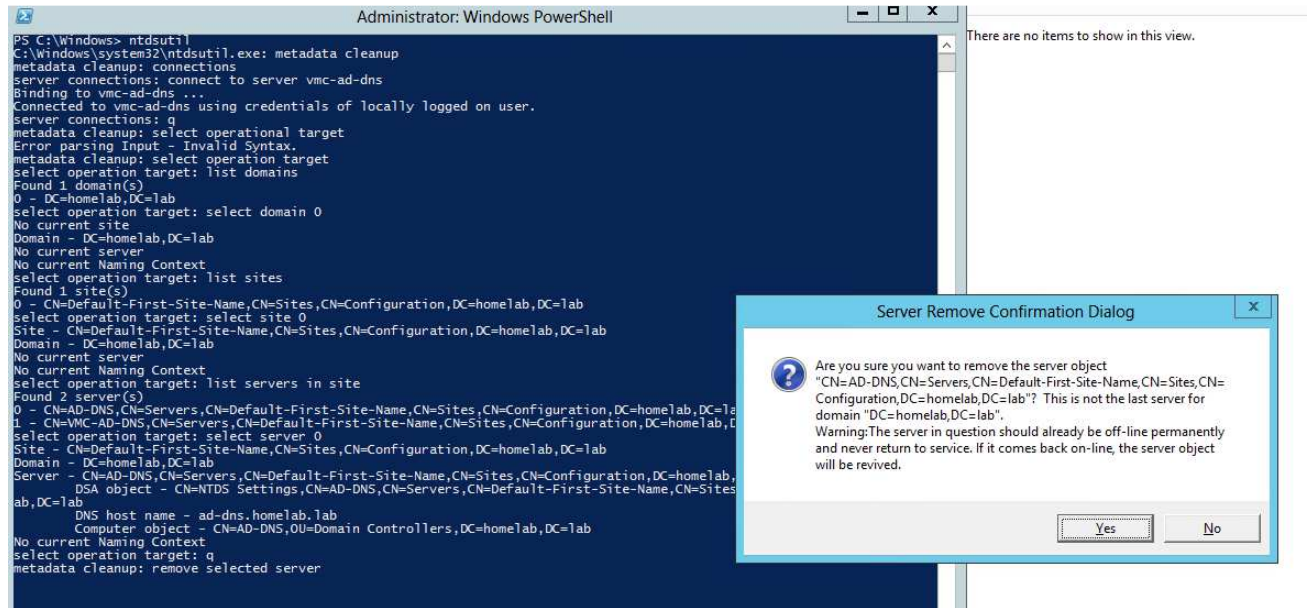 Administrator: Windows PowerShell
PS C:\Windows> ntdsutil
C:\Windows\system32\ntdsutil.exe: metadata cleanup
metadata cleanup: connections
server connections: connect to server vmc-ad-dns
Binding to vmc-ad-dns ...
Connected to vmc-ad-dns using credentials of locally logged on user.
server connections: q
metadata cleanup: select operational target
Error parsing Input - Invalid Syntax.
metadata cleanup: select operation target
select operation target: list domains
Found 1 domain(s)
0 - DC=homelab,DC=lab
select operation target: select domain 0
No current site
Domain - DC=homelab,DC=lab
No current server
No current Naming Context
select operation target: list sites
Found 1 site(s)
0 - CN=Default-First-Site-Name,CN=Sites,CN=Configuration,DC=homelab,DC=lab
select operation target: select site 0
Site - CN=Default-First-Site-Name,CN=Sites,CN=Configuration,DC=homelab,DC=lab
Domain - DC=homelab,DC=lab
No current server
No current Naming Context
select operation target: list servers in site
Found 2 server(s)
0 - CN=AD-DNS,CN=Servers,CN=Default-First-Site-Name,CN=Sites,CN=Configuration,DC=homelab,DC=la
1 - CN=VMC-AD-DNS,CN=Servers,CN=Default-First-Site-Name,CN=Sites,CN=Configuration,DC=homelab,D
select operation target: select server 0
Site - CN=Default-First-Site-Name,CN=Sites,CN=Configuration,DC=homelab,DC=lab
Domain - DC=homelab,DC=lab
Server - CN=AD-DNS,CN=Servers,CN=Default-First-Site-Name,CN=Sites,CN=Configuration,DC=homelab,
DSA object - CN=NTDS Settings,CN=AD-DNS,CN=Servers,CN=Default-First-Site-Name,CN=Sites
ab,DC=lab
DNS host name - ad-dns.homelab.lab
Computer object - CN=AD-DNS,OU=Domain Controllers,DC=homelab,DC=lab
No current Naming Context
select operation target: q
metadata cleanup: remove selected server
There are no items to show in this view.
Server Remove Confirmation Dialog
Are you sure you want to remove the server object
"CN=AD-DNS,CN=Servers,CN=Default-First-Site-Name,CN=Sites,CN=
Configuration,DC=homelab,DC=lab"? This is not the last server for
domain "DC=homelab,DC=lab".
Warning:The server in question should already be off-line permanently
and never return to service. If it comes back on-line, the server object
will be revived.
Yes
No